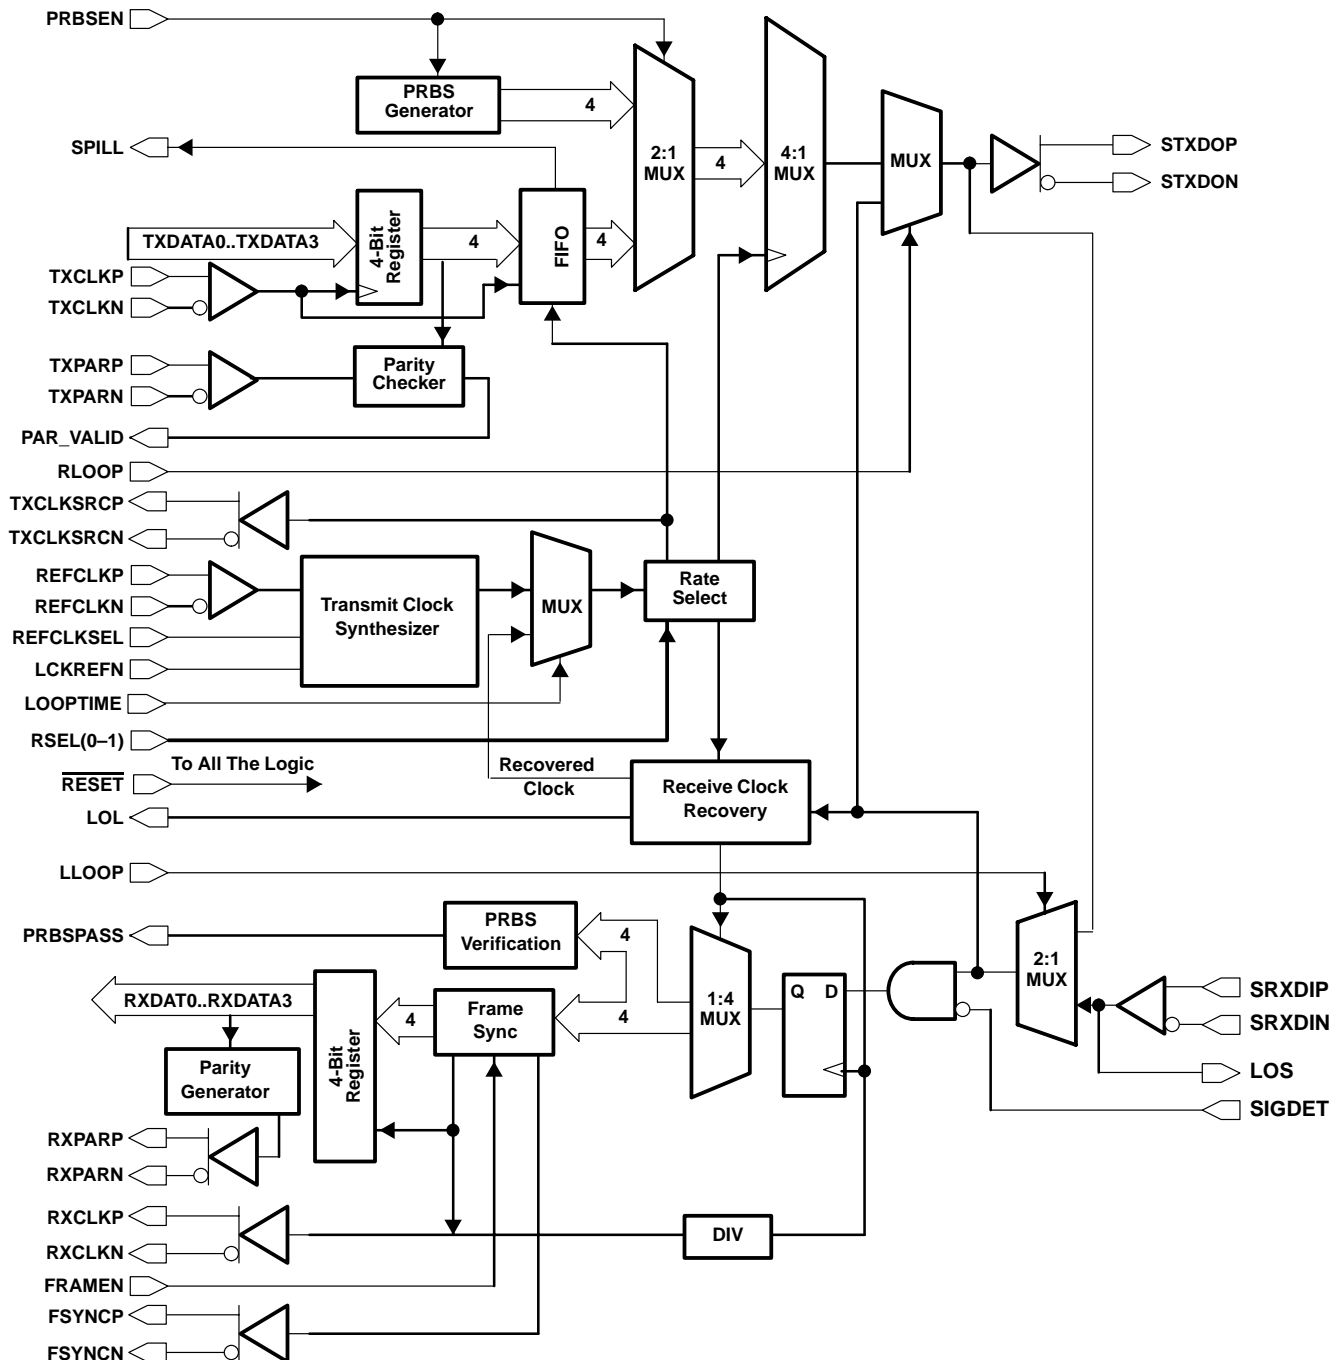 PRBSEN
PRBS
Generator
4
SPILL
2:1
MUX
4
4:1
MUX
MUX
STXDOP
STXDON
TXDATA0..TXDATA3
4-Bit
Register
4
FIFO
4
TXCLKP
TXCLKN
TXPARP
TXPARN
Parity
Checker
PAR_VALID
RLOOP
TXCLKSRCP
TXCLKSRCN
REFCLKP
REFCLKN
REFCLKSEL
LCKREFN
Transmit Clock
Synthesizer
MUX
Rate
Select
LOOPTIME
RSEL(0–1)
RESET
To All The Logic
Recovered
Clock
Receive Clock
Recovery
LOL
LLOOP
PRBSPASS
PRBS
Verification
4
2:1
MUX
RXDAT0..RXDATA3
4-Bit
Register
4
Frame
Sync
4
1:4
MUX
Q D
SRXDIP
SRXDIN
LOS
SIGDET
Parity
Generator
RXPARP
RXPARN
RXCLKP
RXCLKN
DIV
FRAMEN
FSYNCP
FSYNCN